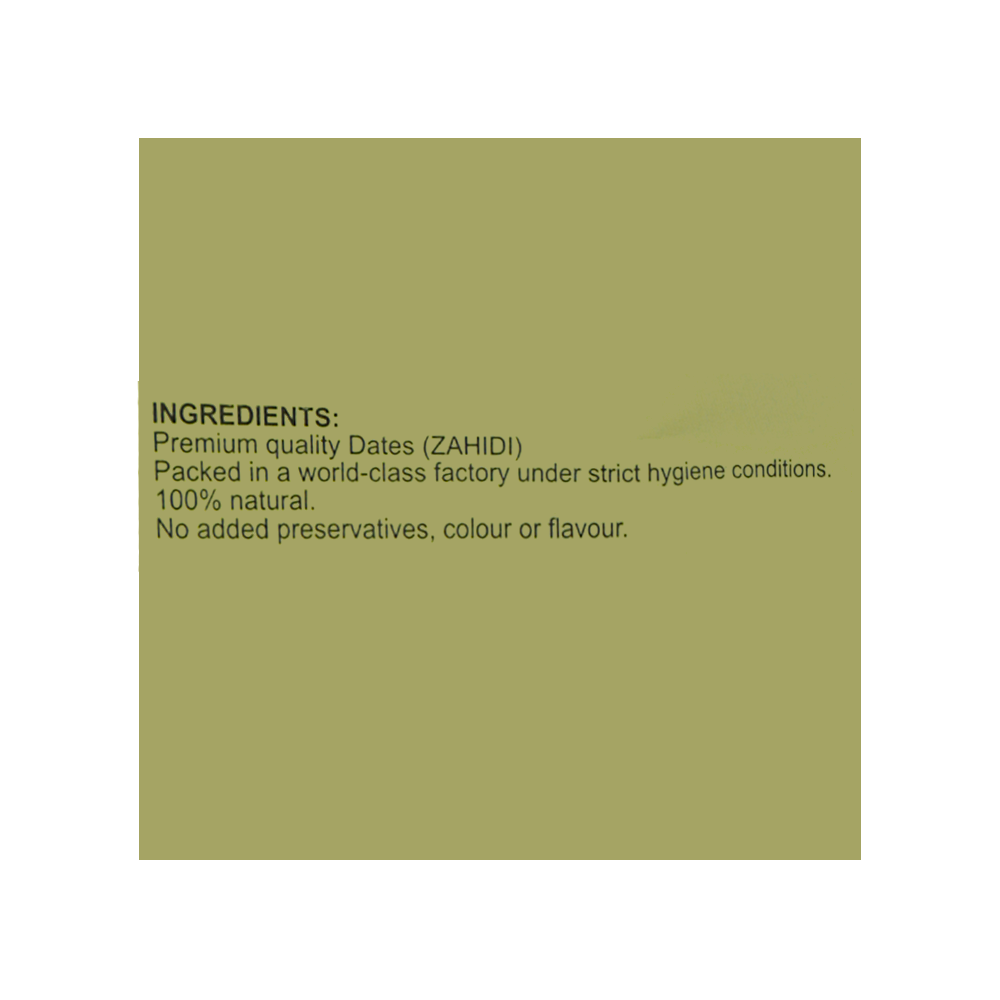 INGREDIENTS:
Premium quality Dates (ZAHIDI)
Packed in a world-class factory under strict hygiene conditions.
100% natural.
No added preservatives, colour or flavour.